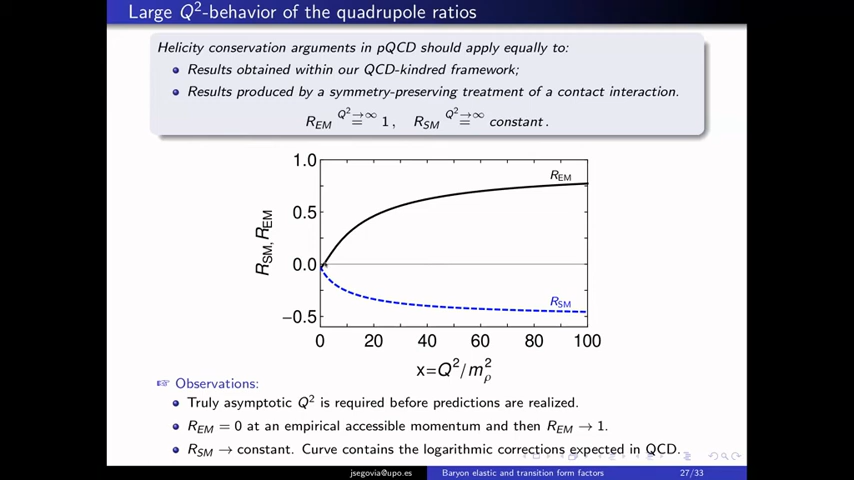 Large Q²-behavior of the quadrupole ratios
Helicity conservation arguments in pQCD should apply equally to:
Results obtained within our QCD-kindred framework;
Results produced by a symmetry-preserving treatment of a contact interaction.
R_EM Q²→∞ = 1 , R_SM Q²→∞ = constant .
1.0
0.5
0.0
−0.5
R_SM, R_EM
R_EM
R_SM
0 20 40 60 80 100
x=Q²/m²_ρ
☞ Observations:
Truly asymptotic Q² is required before predictions are realized.
R_EM = 0 at an empirical accessible momentum and then R_EM → 1.
R_SM → constant. Curve contains the logarithmic corrections expected in QCD.
jsegovia@upo.es Baryon elastic and transition form factors 27/33